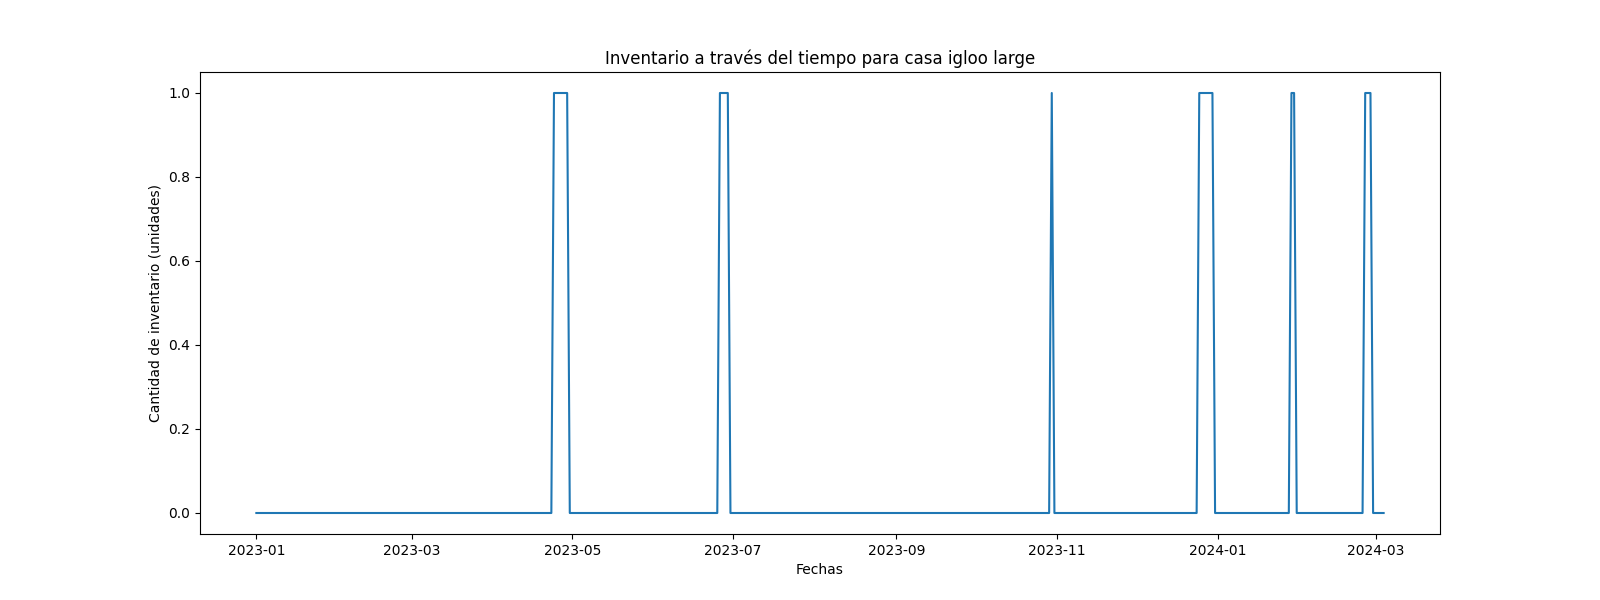 Inventario a través del tiempo para casa igloo large
Cantidad de inventario (unidades)
1.0
0.8
0.6
0.4
0.2
0.0
2023-01 2023-03 2023-05 2023-07 2023-09 2023-11 2024-01 2024-03
Fechas